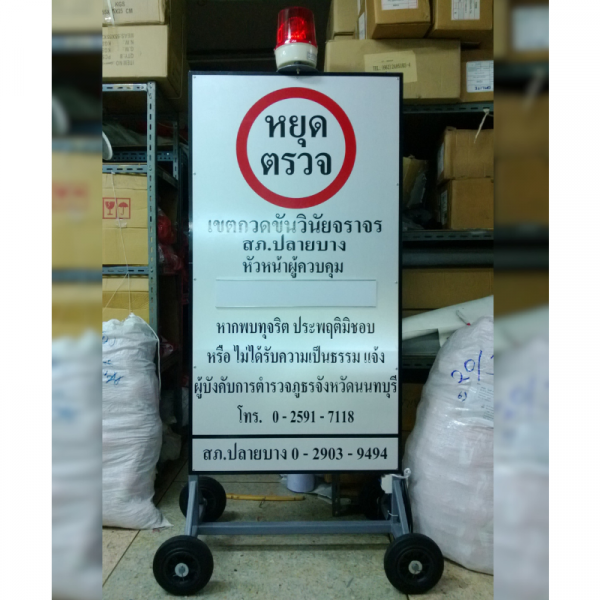 หยุด
ตรวจ
เขตกวดขันวินัยจราจร
สภ.ปลายบาง
หัวหน้าผู้ควบคุม
หากพบทุจริต ประพฤติมิชอบ
หรือ ไม่ได้รับความเป็นธรรม แจ้ง
ผู้บังคับการตำรวจภูธรจังหวัดนนทบุรี
โทร. 0 - 2591 - 7118
สภ.ปลายบาง 0 - 2903 - 9494